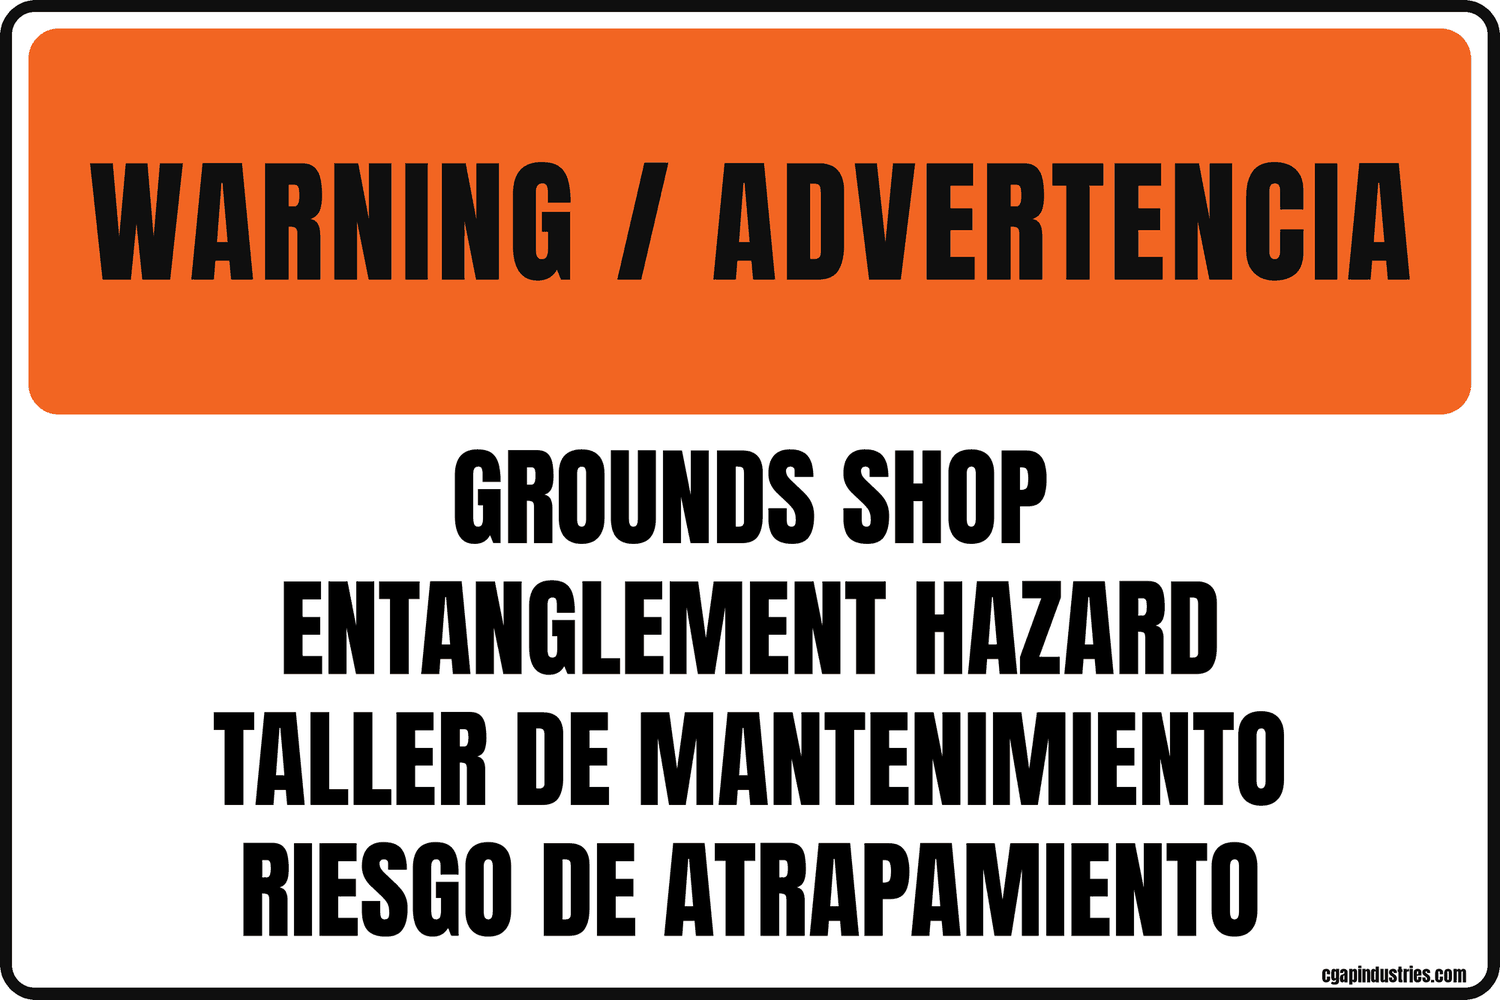 WARNING / ADVERTENCIA
GROUNDS SHOP
ENTANGLEMENT HAZARD
TALLER DE MANTENIMIENTO
RIESGO DE ATRAPAMIENTO
cgapindustries.com